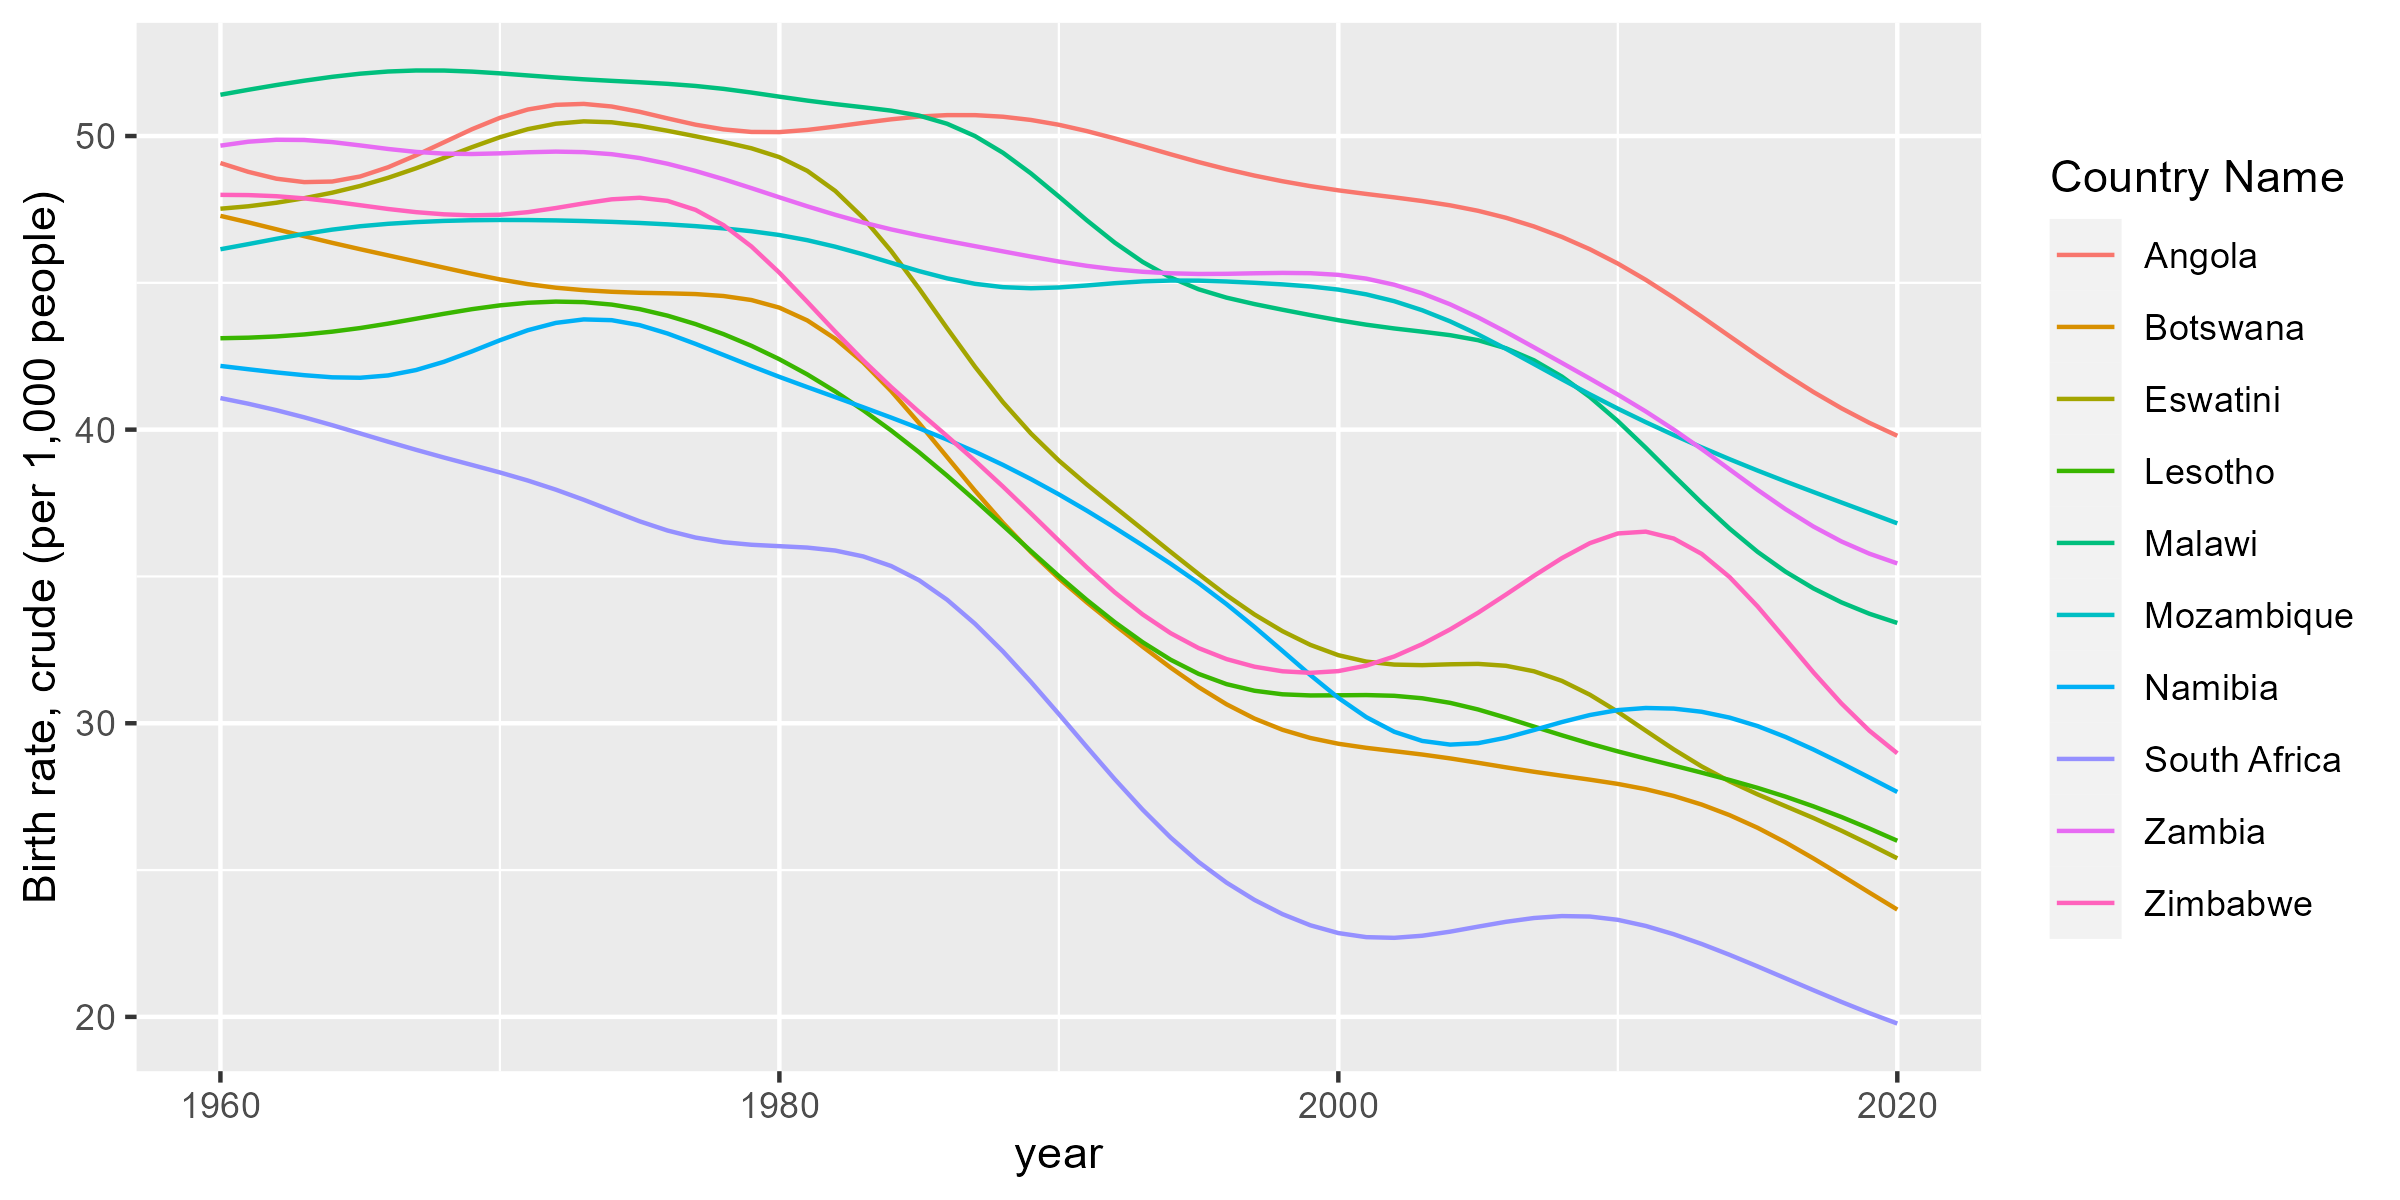 Birth rate, crude (per 1,000 people)
50
40
30
20
1960
1980
2000
2020
year
Country Name
Angola
Botswana
Eswatini
Lesotho
Malawi
Mozambique
Namibia
South Africa
Zambia
Zimbabwe